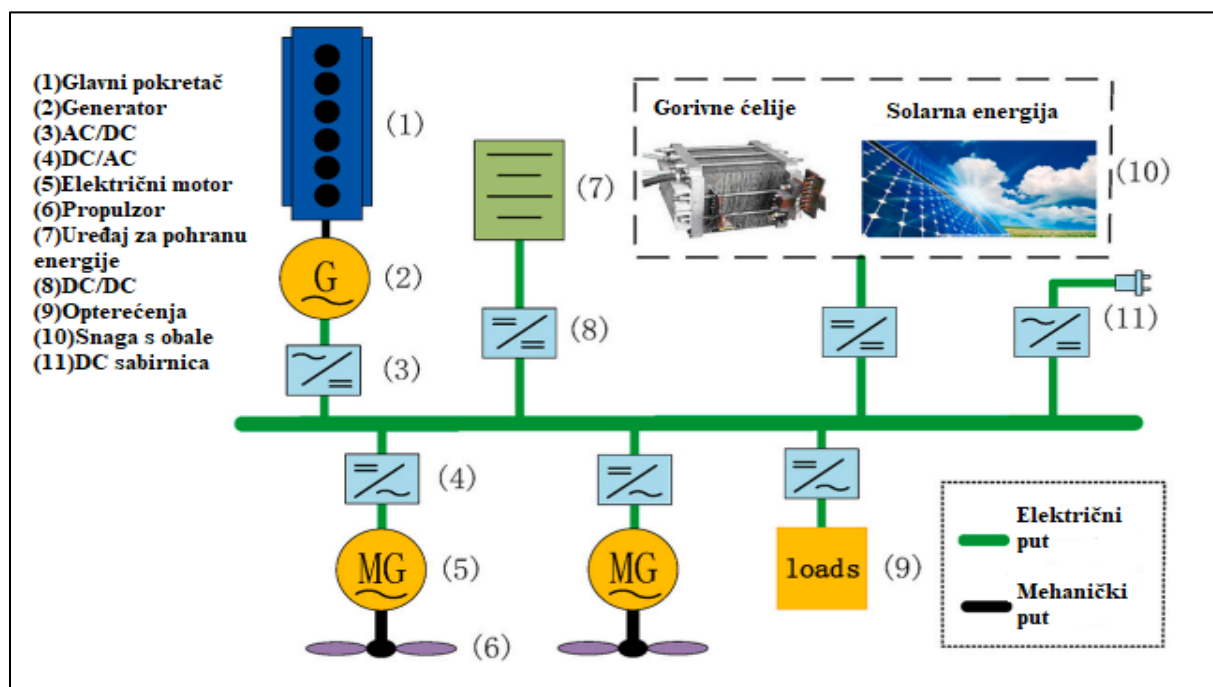 (1)Glavni pokretač
(2)Generator
(3)AC/DC
(4)DC/AC
(5)Električni motor
(6)Propulzor
(7)Uređaj za pohranu
energije
(8)DC/DC
(9)Opterećenja
(10)Snaga s obale
(11)DC sabirnica
(1)
G
(2)
(3)
(7)
(8)
Gorivne ćelije
Solarna energija
(10)
(11)
(4)
MG
(5)
(6)
MG
loads
(9)
Električni
put
Mehanički
put